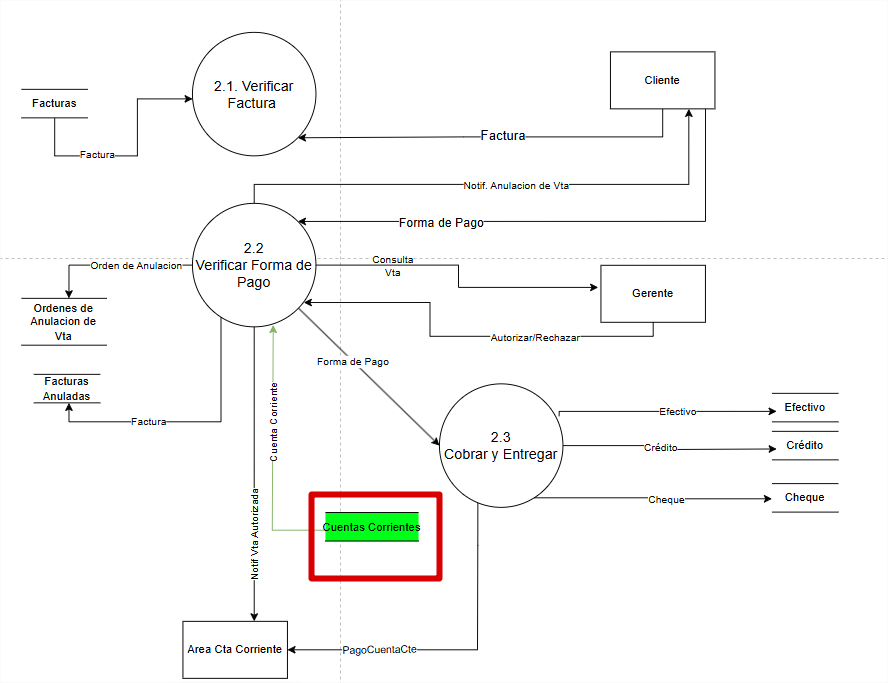 2.1. Verificar
Factura
Cliente
Facturas
Factura
Factura
Notif. Anulacion de Vta
Forma de Pago
2.2
Verificar Forma de
Pago
Consulta
Vta
Orden de Anulacion
Gerente
Ordenes de
Anulacion de
Vta
Autorizar/Rechazar
Forma de Pago
Facturas
Anuladas
Factura
Cuenta Corriente
Efectivo
Efectivo
2.3
Cobrar y Entregar
Crédito
Crédito
Cheque
Cheque
Notif Vta Autorizada
Cuentas Corrientes
Area Cta Corriente
PagoCuentaCte